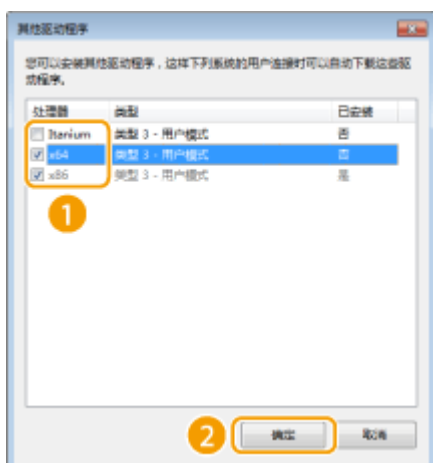 其他驱动程序
您可以安装其他驱动程序，这样下列系统的用户连接时可以自动下载这些驱
动程序。
处理器 类型 已安装
Itanium 类型 3 - 用户模式 否
x64 类型 3 - 用户模式 否
x86 类型 3 - 用户模式 是
1
2 确定 取消